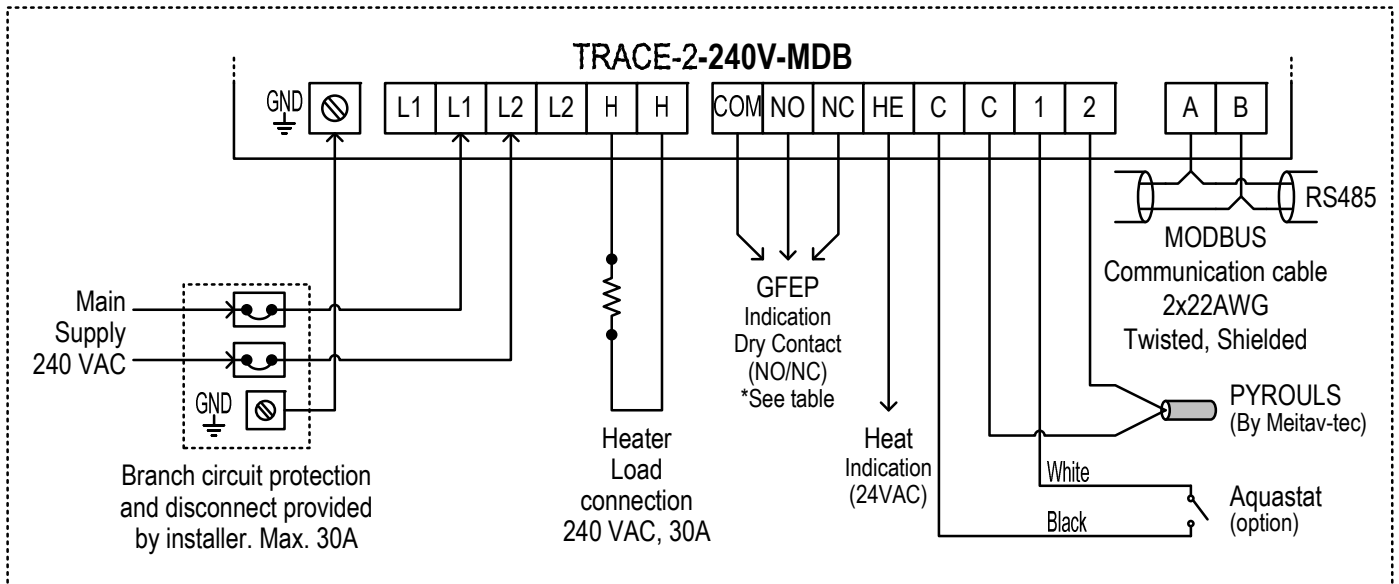 TRACE-2-240V-MDB
GND
L1 L1 L2 L2 H H COM NO NC HE C C 1 2 A B
RS485
MODBUS
Communication cable
2x22AWG
Twisted, Shielded
Main
Supply
240 VAC
GND
Branch circuit protection
and disconnect provided
by installer. Max. 30A
Heater
Load
connection
240 VAC, 30A
GFEP
Indication
Dry Contact
(NO/NC)
*See table
Heat
Indication
(24VAC)
PYROULS
(By Meitav-tec)
White
Black
Aquastat
(option)